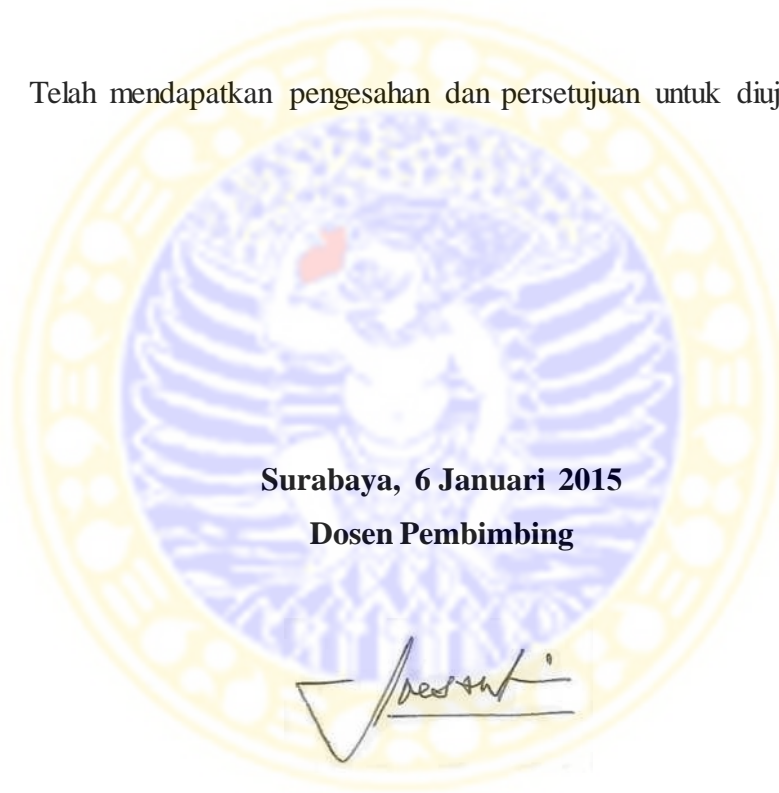 Telah mendapatkan pengesahan dan persetujuan untuk diuj
Surabaya, 6 Januari 2015
Dosen Pembimbing